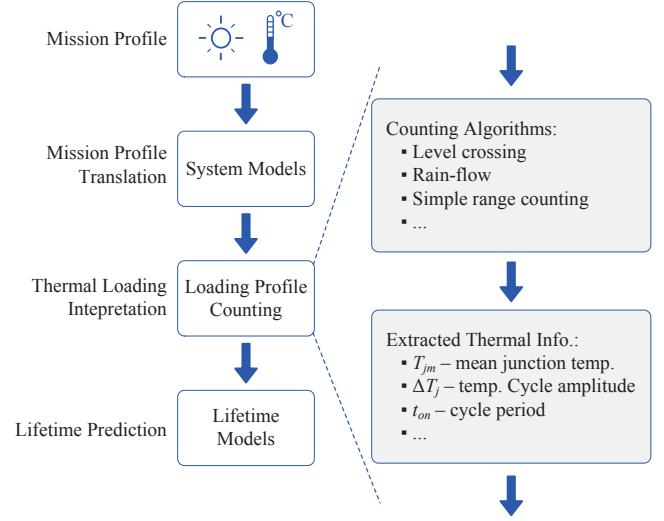 Mission Profile
°C
Mission Profile
Translation
System Models
Thermal Loading
Intepretation
Loading Profile
Counting
Lifetime Prediction
Lifetime
Models
Counting Algorithms:
▪ Level crossing
▪ Rain-flow
▪ Simple range counting
▪ ...
Extracted Thermal Info.:
▪ Tjm – mean junction temp.
▪ ΔTj – temp. Cycle amplitude
▪ ton – cycle period
▪ ...